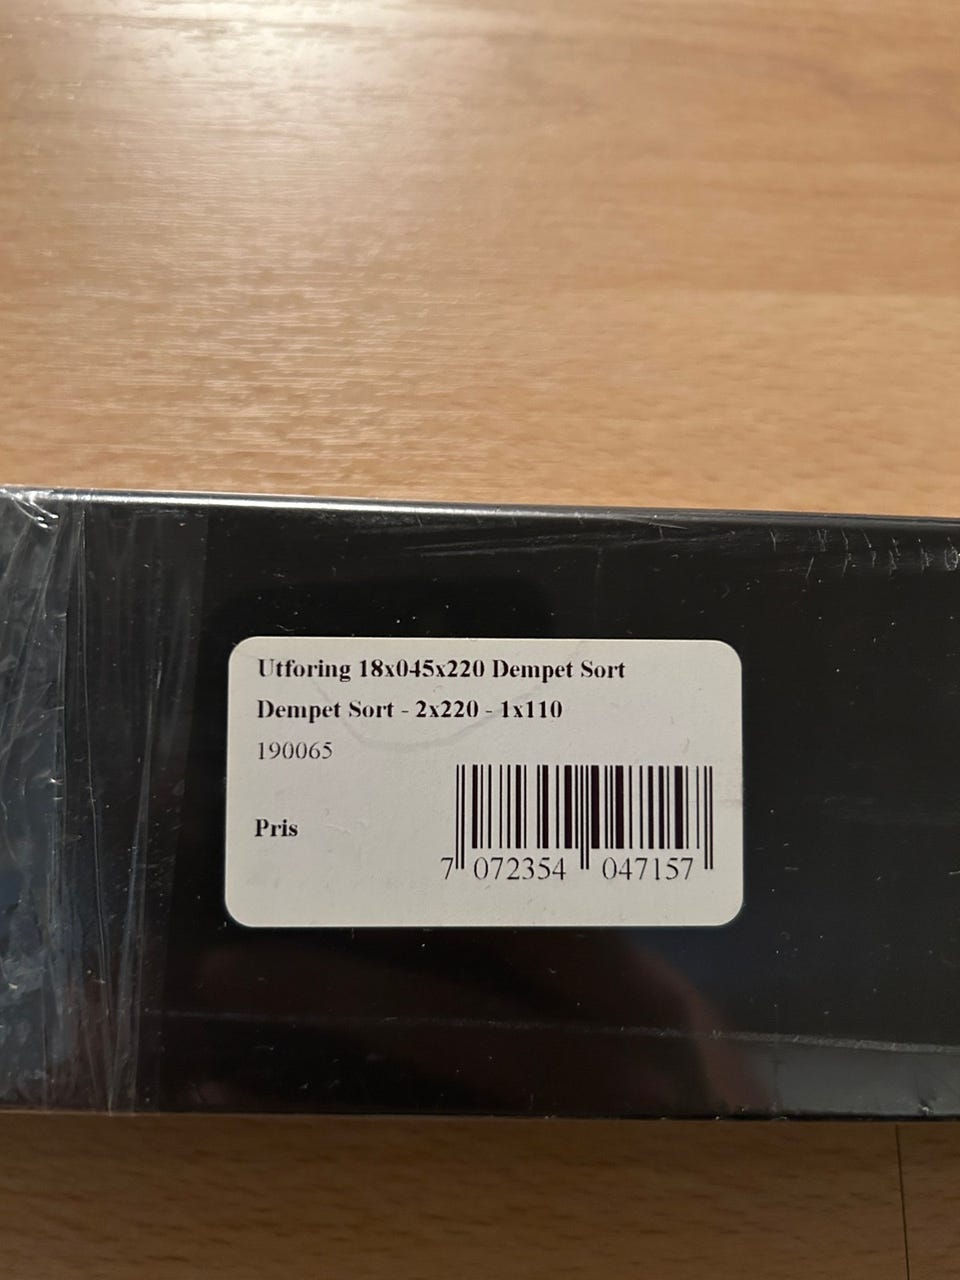 Utforing 18x045x220 Dempet Sort
Dempet Sort - 2x220 - 1x110
190065
Pris
7 072354 047157